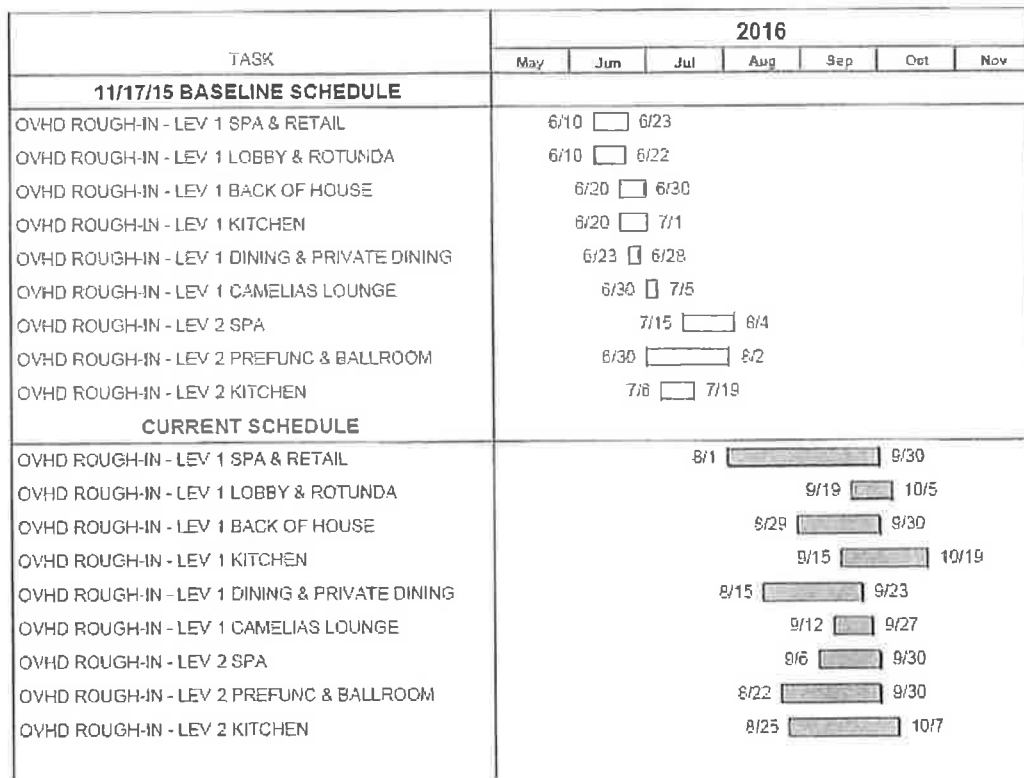 2016
TASK
May Jun Jul Aug Sep Oct Nov
11/17/15 BASELINE SCHEDULE
OVHD ROUGH-IN - LEV 1 SPA & RETAIL 6/10 6/23
OVHD ROUGH-IN - LEV 1 LOBBY & ROTUNDA 6/10 6/22
OVHD ROUGH-IN - LEV 1 BACK OF HOUSE 6/20 6/30
OVHD ROUGH-IN - LEV 1 KITCHEN 6/20 7/1
OVHD ROUGH-IN - LEV 1 DINING & PRIVATE DINING 6/23 6/28
OVHD ROUGH-IN - LEV 1 CAMELIAS LOUNGE 6/30 7/5
OVHD ROUGH-IN - LEV 2 SPA 7/15 8/4
OVHD ROUGH-IN - LEV 2 PREFUNC & BALLROOM 6/30 8/2
OVHD ROUGH-IN - LEV 2 KITCHEN 7/6 7/19
CURRENT SCHEDULE
OVHD ROUGH-IN - LEV 1 SPA & RETAIL 8/1 9/30
OVHD ROUGH-IN - LEV 1 LOBBY & ROTUNDA 9/19 10/5
OVHD ROUGH-IN - LEV 1 BACK OF HOUSE 8/29 9/30
OVHD ROUGH-IN - LEV 1 KITCHEN 9/15 10/19
OVHD ROUGH-IN - LEV 1 DINING & PRIVATE DINING 8/15 9/23
OVHD ROUGH-IN - LEV 1 CAMELIAS LOUNGE 9/12 9/27
OVHD ROUGH-IN - LEV 2 SPA 9/6 9/30
OVHD ROUGH-IN - LEV 2 PREFUNC & BALLROOM 8/22 9/30
OVHD ROUGH-IN - LEV 2 KITCHEN 8/25 10/7